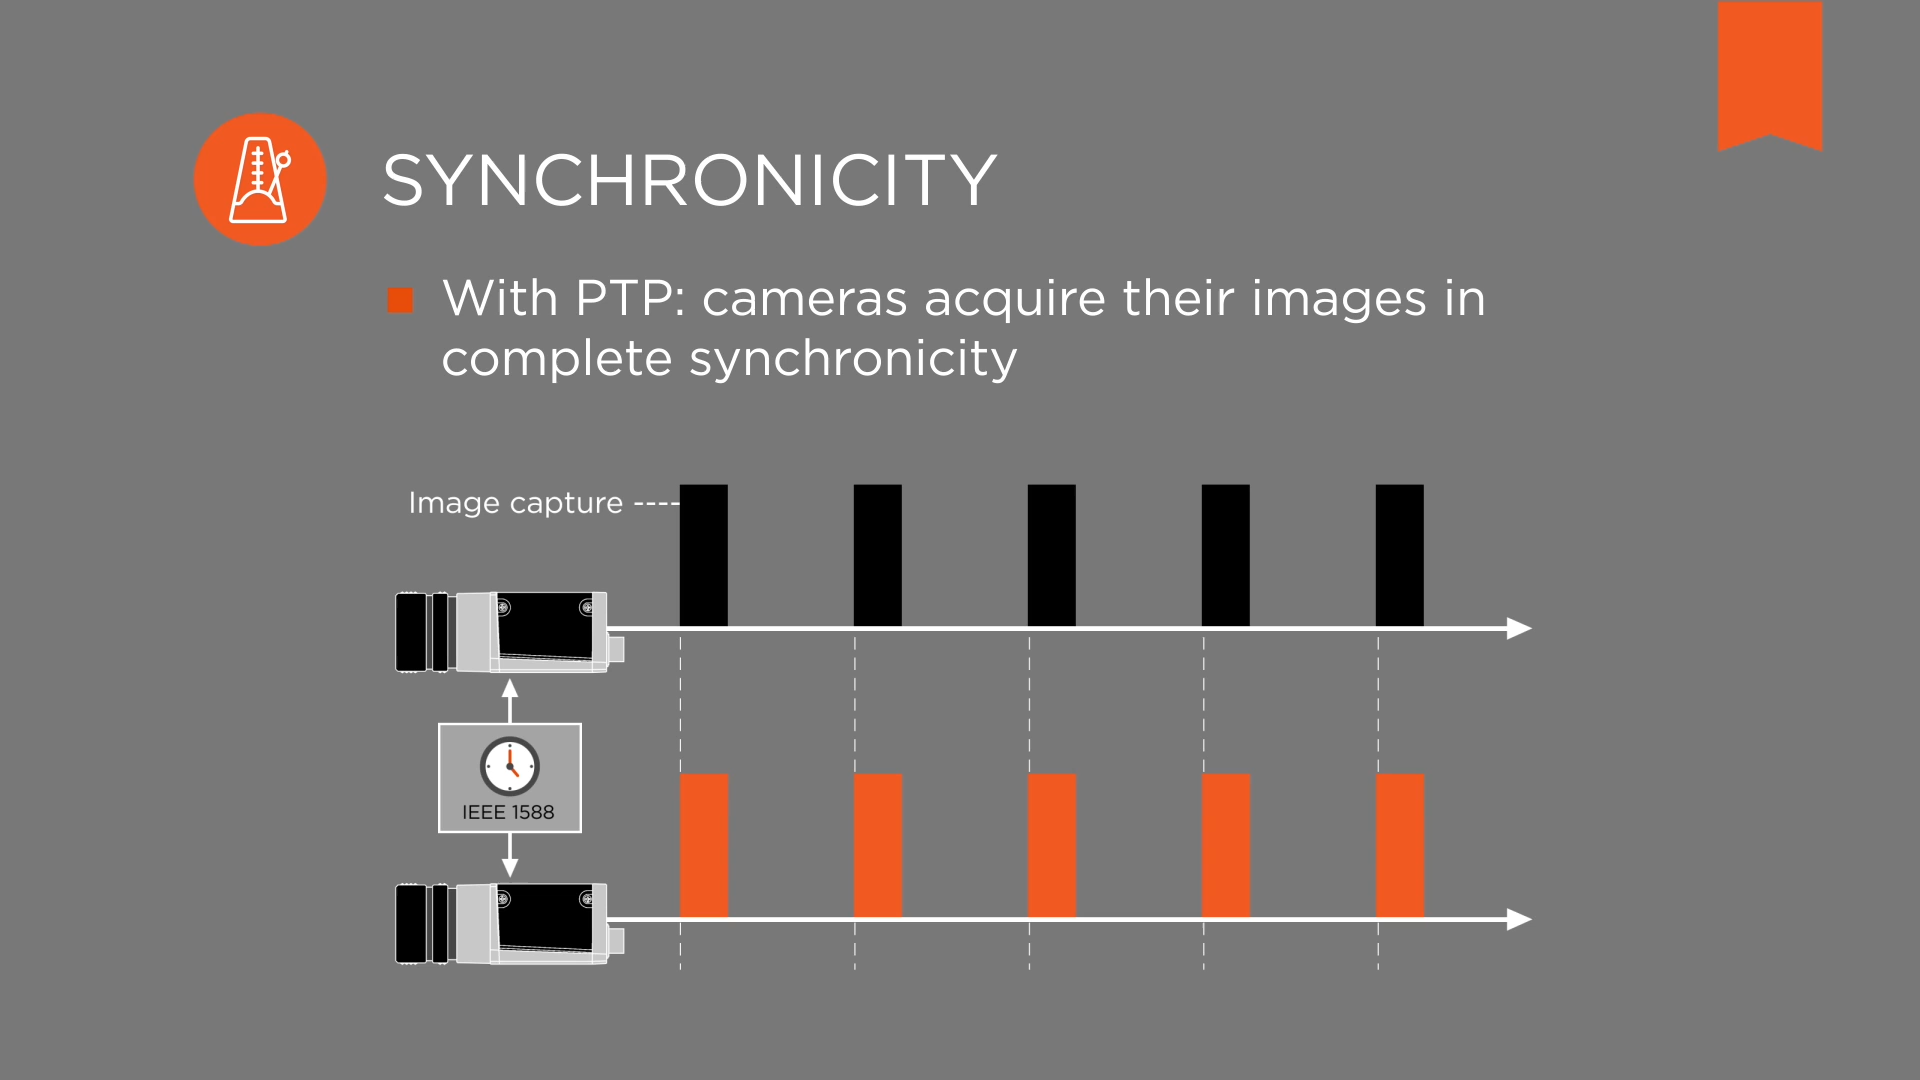 SYNCHRONICITY
With PTP: cameras acquire their images in
complete synchronicity
Image capture
IEEE 1588